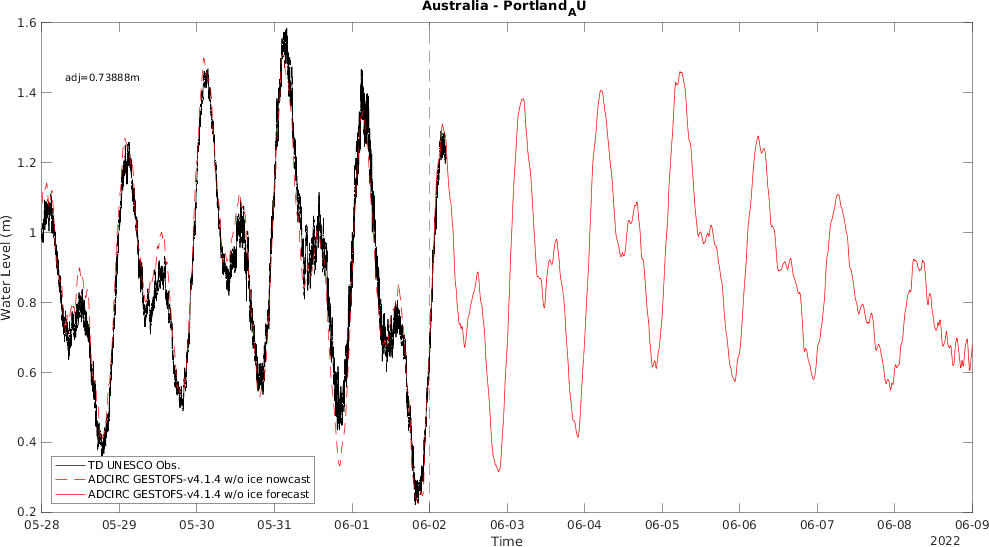 Australia - Portland_AU
1.6
1.4
1.2
1
0.8
0.6
0.4
0.2
Water Level (m)
adj=0.73888m
TD UNESCO Obs.
ADCIRC GESTOFS-v4.1.4 w/o ice nowcast
ADCIRC GESTOFS-v4.1.4 w/o ice forecast
05-28 05-29 05-30 05-31 06-01 06-02 06-03 06-04 06-05 06-06 06-07 06-08 06-09
Time
2022